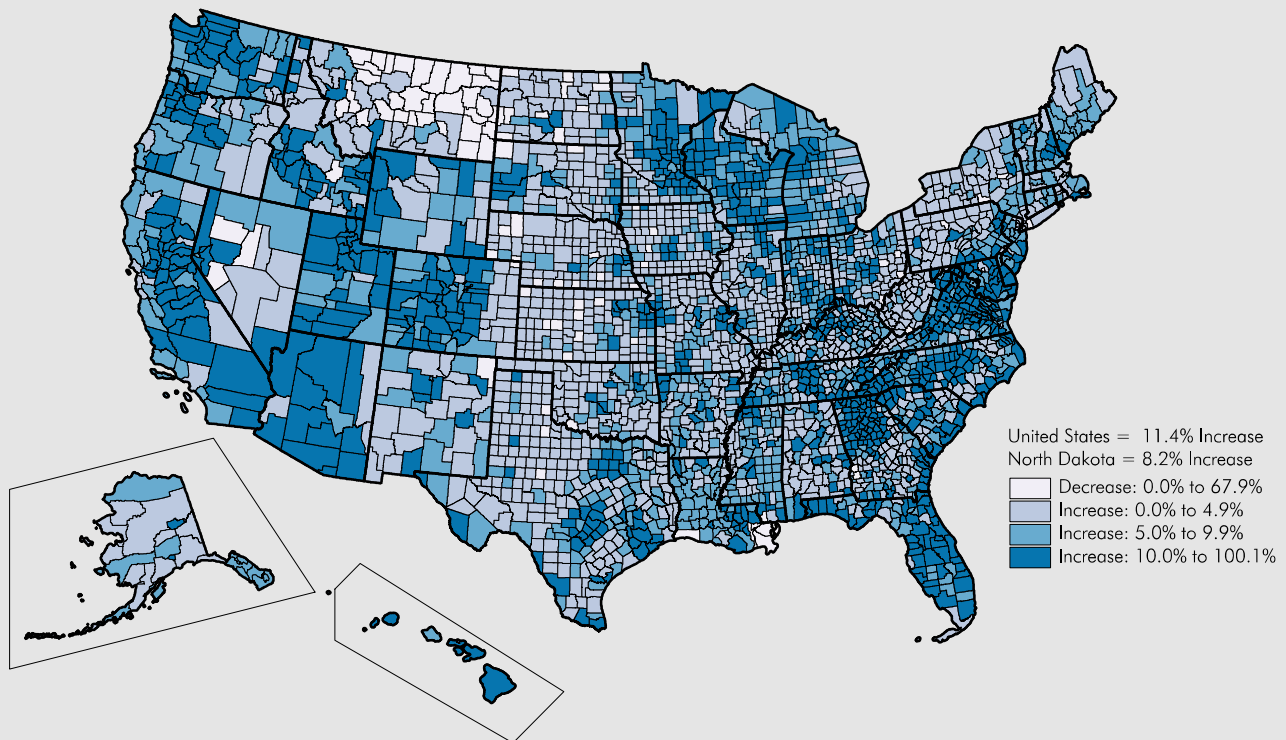 United States = 11.4% Increase
North Dakota = 8.2% Increase
Decrease: 0.0% to 67.9%
Increase: 0.0% to 4.9%
Increase: 5.0% to 9.9%
Increase: 10.0% to 100.1%